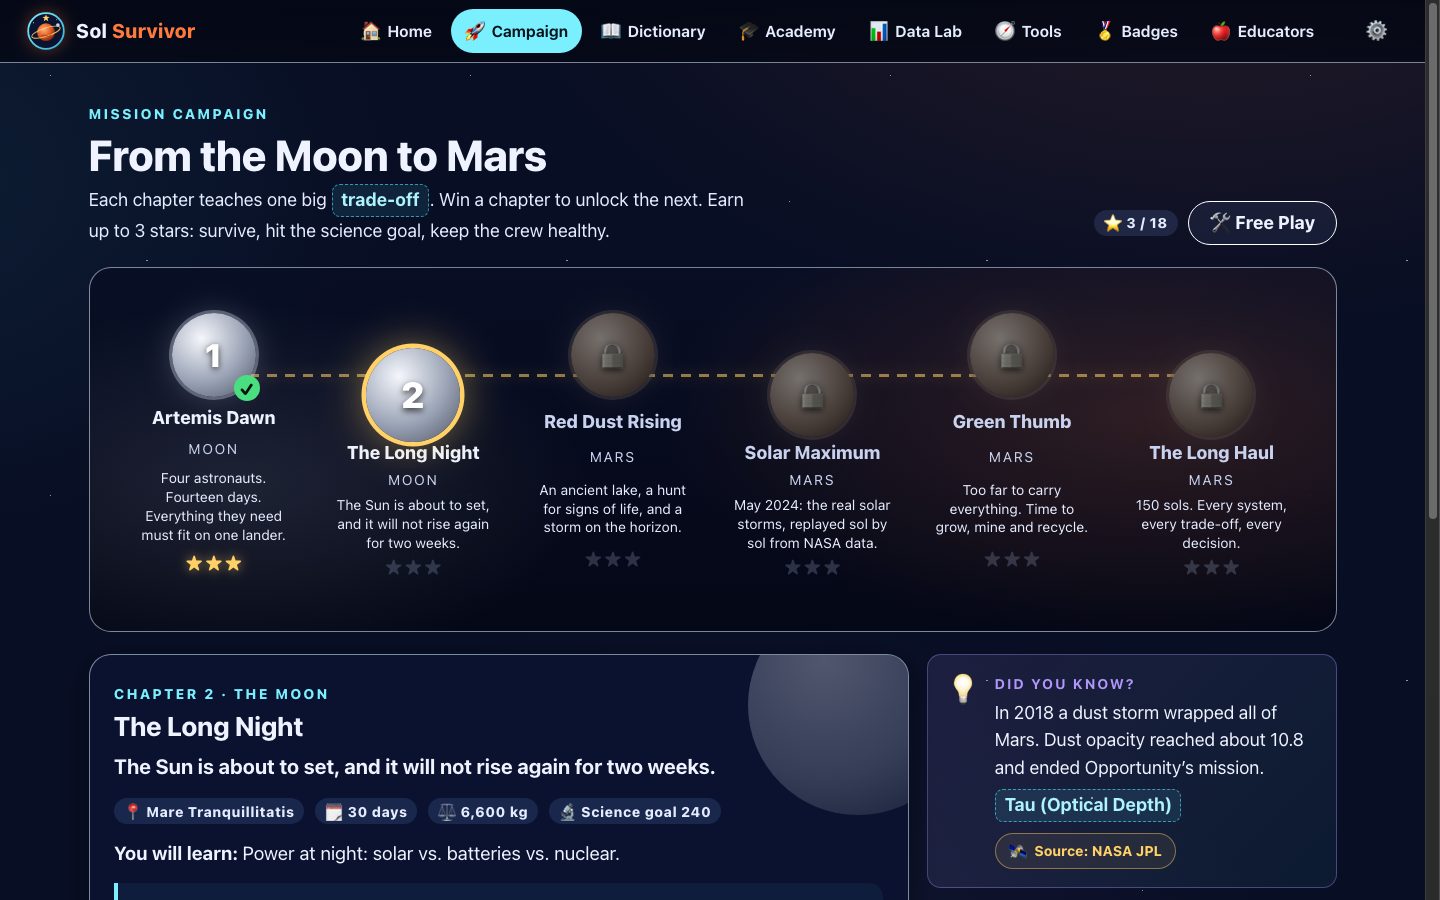 Sol Survivor
Home
Campaign
Dictionary
Academy
Data Lab
Tools
Badges
Educators
MISSION CAMPAIGN
From the Moon to Mars
Each chapter teaches one big trade-off. Win a chapter to unlock the next. Earn
up to 3 stars: survive, hit the science goal, keep the crew healthy.
3 / 18
Free Play
1
Artemis Dawn
MOON
Four astronauts.
Fourteen days.
Everything they need
must fit on one lander.
2
The Long Night
MOON
The Sun is about to set,
and it will not rise again
for two weeks.
Red Dust Rising
MARS
An ancient lake, a hunt
for signs of life, and a
storm on the horizon.
Solar Maximum
MARS
May 2024: the real solar
storms, replayed sol by
sol from NASA data.
Green Thumb
MARS
Too far to carry
everything. Time to
grow, mine and recycle.
The Long Haul
MARS
150 sols. Every system,
every trade-off, every
decision.
CHAPTER 2 · THE MOON
The Long Night
The Sun is about to set, and it will not rise again for two weeks.
Mare Tranquillitatis
30 days
6,600 kg
Science goal 240
You will learn: Power at night: solar vs. batteries vs. nuclear.
DID YOU KNOW?
In 2018 a dust storm wrapped all of
Mars. Dust opacity reached about 10.8
and ended Opportunity’s mission.
Tau (Optical Depth)
Source: NASA JPL